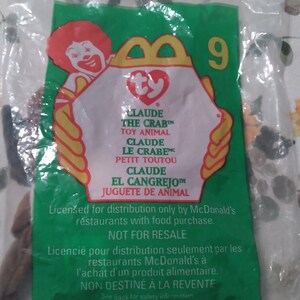 9
ty
CLAUDE
THE CRAB™
TOY ANIMAL
CLAUDE
LE CRABE™
PETIT TOUTOU
CLAUDE
EL CANGREJO™
JUGUETE DE ANIMAL
Licensed for distribution only by McDonald's
restaurants with food purchase.
NOT FOR RESALE
Licencié pour distribution seulement par les
restaurants McDonald's à
l'achat d'un produit alimentaire.
NON DESTINÉ À LA REVENTE